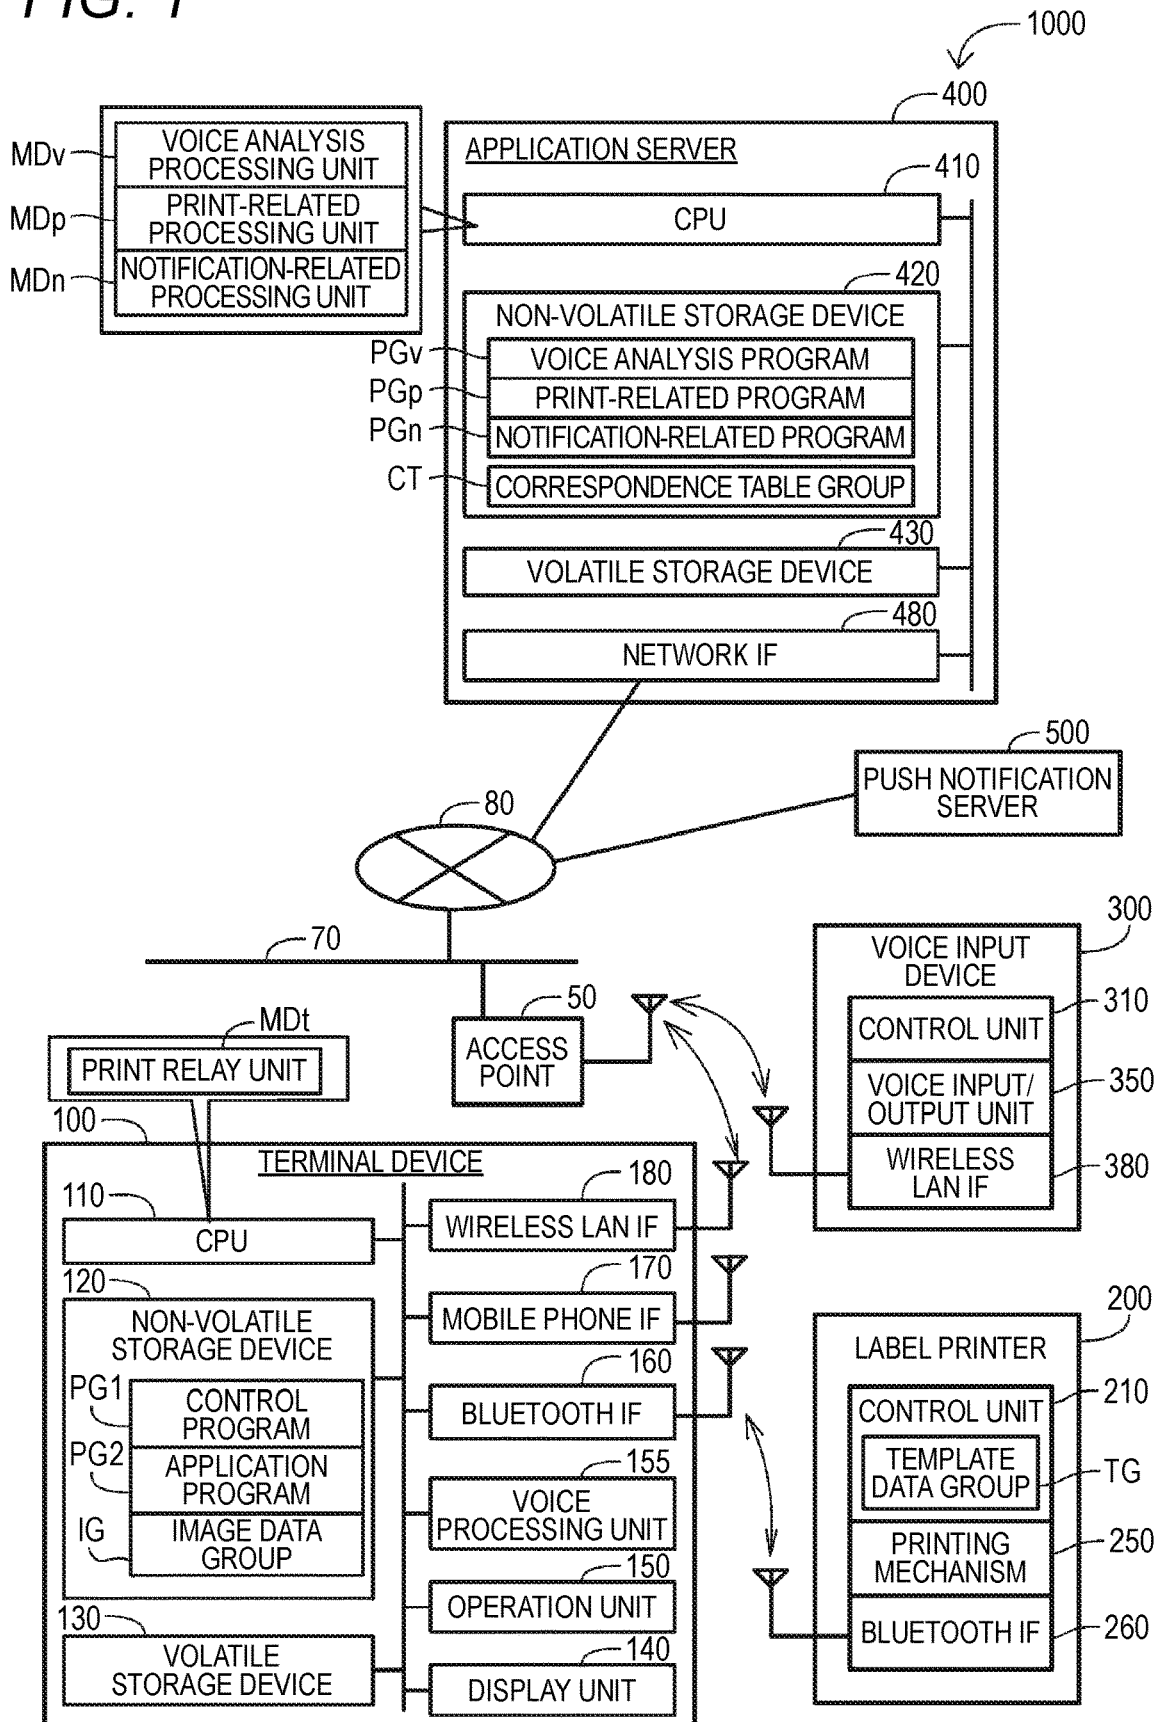 FIG. 1
1000
400
APPLICATION SERVER
410
CPU
MDv
VOICE ANALYSIS
PROCESSING UNIT
MDp
PRINT-RELATED
PROCESSING UNIT
MDn
NOTIFICATION-RELATED
PROCESSING UNIT
420
NON-VOLATILE STORAGE DEVICE
PGv
VOICE ANALYSIS PROGRAM
PGp
PRINT-RELATED PROGRAM
PGn
NOTIFICATION-RELATED PROGRAM
CT
CORRESPONDENCE TABLE GROUP
430
VOLATILE STORAGE DEVICE
480
NETWORK IF
500
PUSH NOTIFICATION
SERVER
80
70
50
ACCESS
POINT
300
VOICE INPUT
DEVICE
310
CONTROL UNIT
350
VOICE INPUT/
OUTPUT UNIT
380
WIRELESS
LAN IF
MDt
PRINT RELAY UNIT
100
TERMINAL DEVICE
110
CPU
120
NON-VOLATILE
STORAGE DEVICE
PG1
CONTROL
PROGRAM
PG2
APPLICATION
PROGRAM
IG
IMAGE DATA
GROUP
130
VOLATILE
STORAGE DEVICE
180
WIRELESS LAN IF
170
MOBILE PHONE IF
160
BLUETOOTH IF
155
VOICE
PROCESSING UNIT
150
OPERATION UNIT
140
DISPLAY UNIT
200
LABEL PRINTER
210
CONTROL UNIT
TEMPLATE
DATA GROUP
TG
PRINTING
MECHANISM
250
BLUETOOTH IF
260